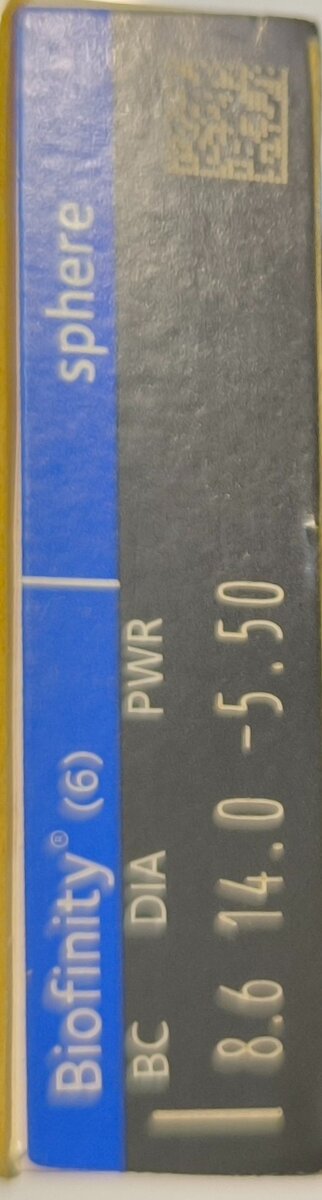 Biofinity® (6) sphere
BC DIA PWR
8.6 14.0 -5.50